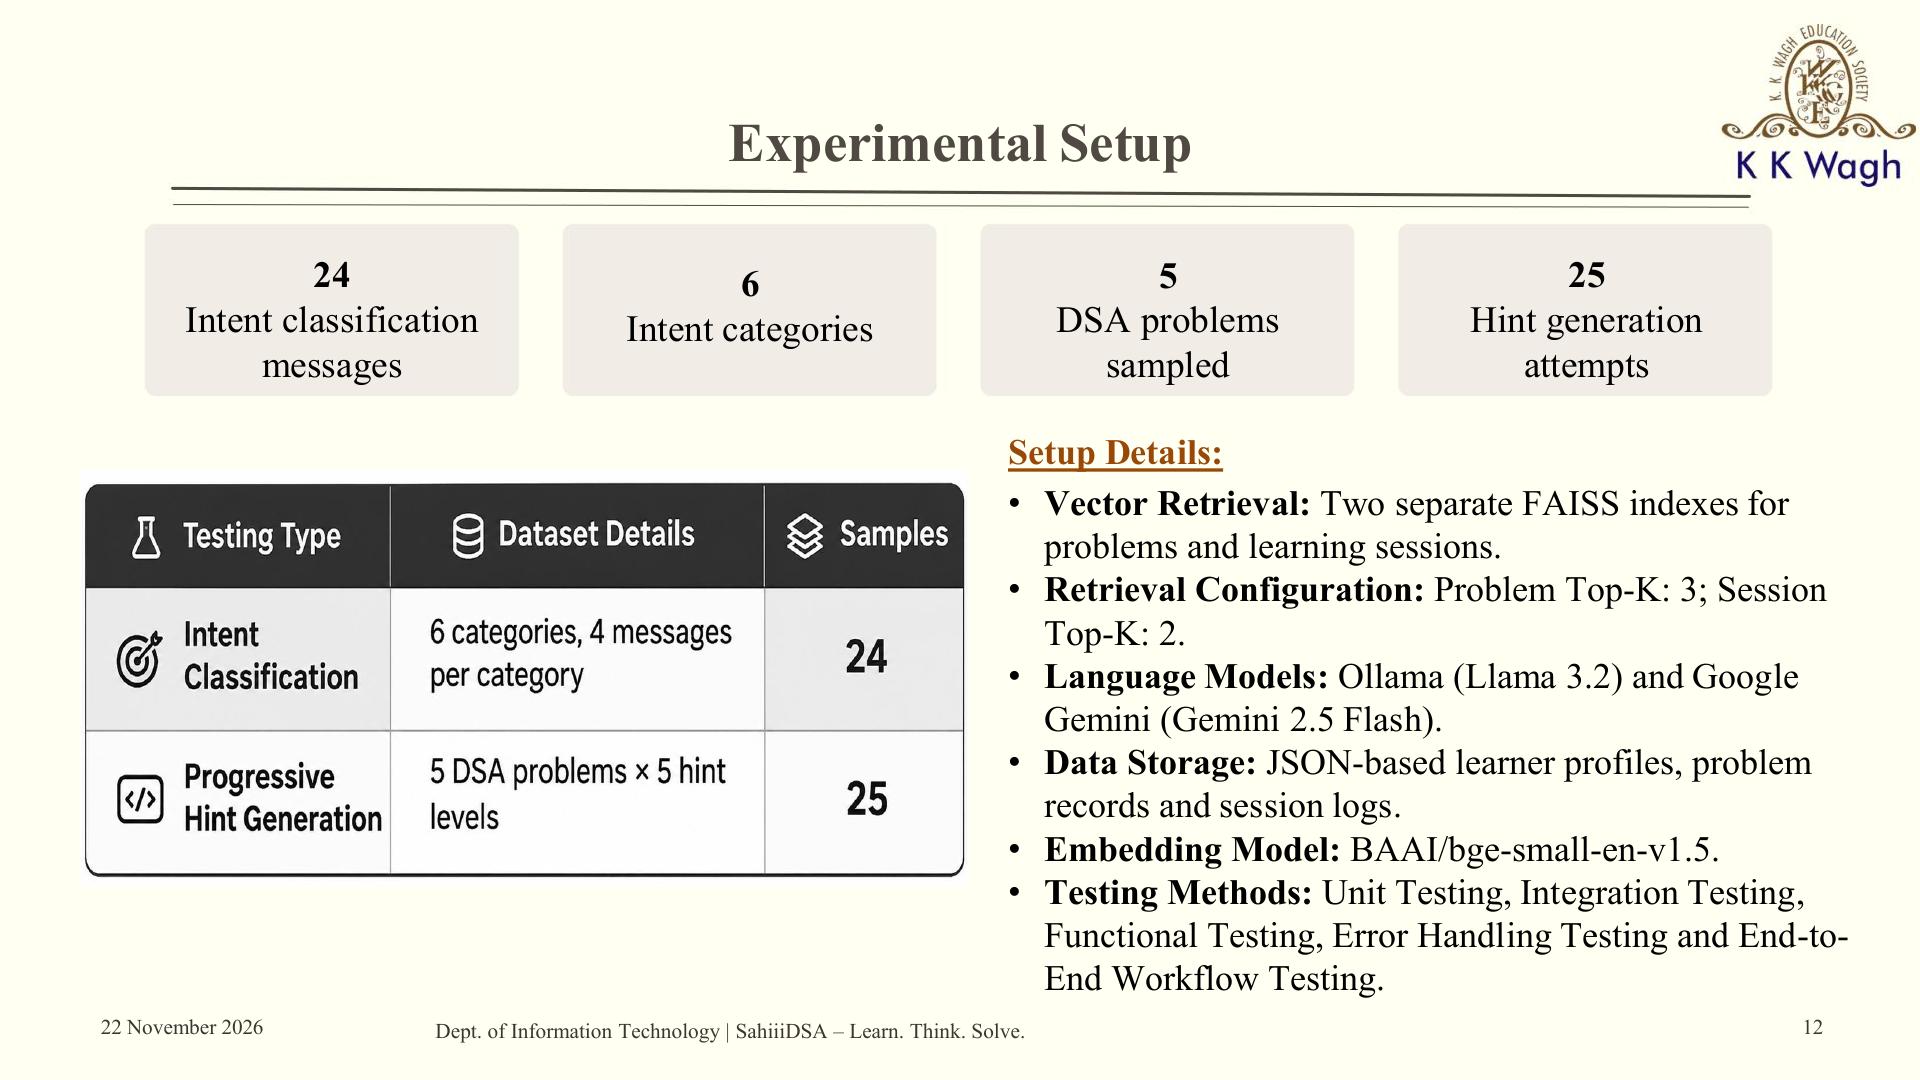 K. K. WAGH EDUCATION SOCIETY
K K Wagh
Experimental Setup
24
Intent classification
messages
6
Intent categories
5
DSA problems
sampled
25
Hint generation
attempts
Testing Type
Dataset Details
Samples
Intent
Classification
6 categories, 4 messages
per category
24
Progressive
Hint Generation
5 DSA problems × 5 hint
levels
25
Setup Details:
• Vector Retrieval: Two separate FAISS indexes for
problems and learning sessions.
• Retrieval Configuration: Problem Top-K: 3; Session
Top-K: 2.
• Language Models: Ollama (Llama 3.2) and Google
Gemini (Gemini 2.5 Flash).
• Data Storage: JSON-based learner profiles, problem
records and session logs.
• Embedding Model: BAAI/bge-small-en-v1.5.
• Testing Methods: Unit Testing, Integration Testing,
Functional Testing, Error Handling Testing and End-to-
End Workflow Testing.
22 November 2026
Dept. of Information Technology | SahiiiDSA – Learn. Think. Solve.
12